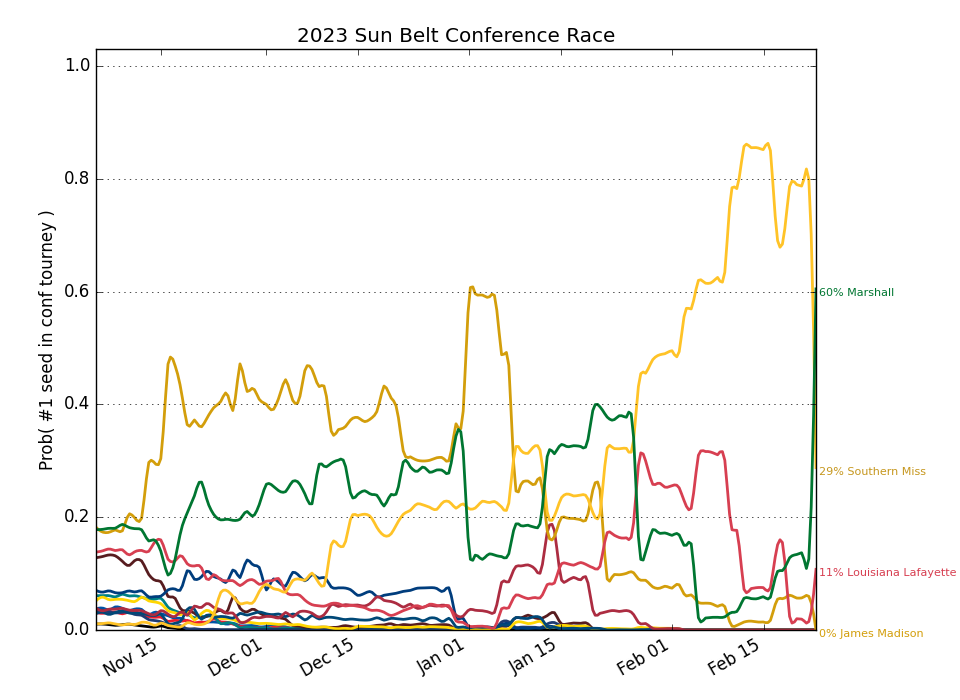 2023 Sun Belt Conference Race
Prob( #1 seed in conf tourney )
1.0
0.8
0.6
0.4
0.2
0.0
Nov 15
Dec 01
Dec 15
Jan 01
Jan 15
Feb 01
Feb 15
60% Marshall
29% Southern Miss
11% Louisiana Lafayette
0% James Madison